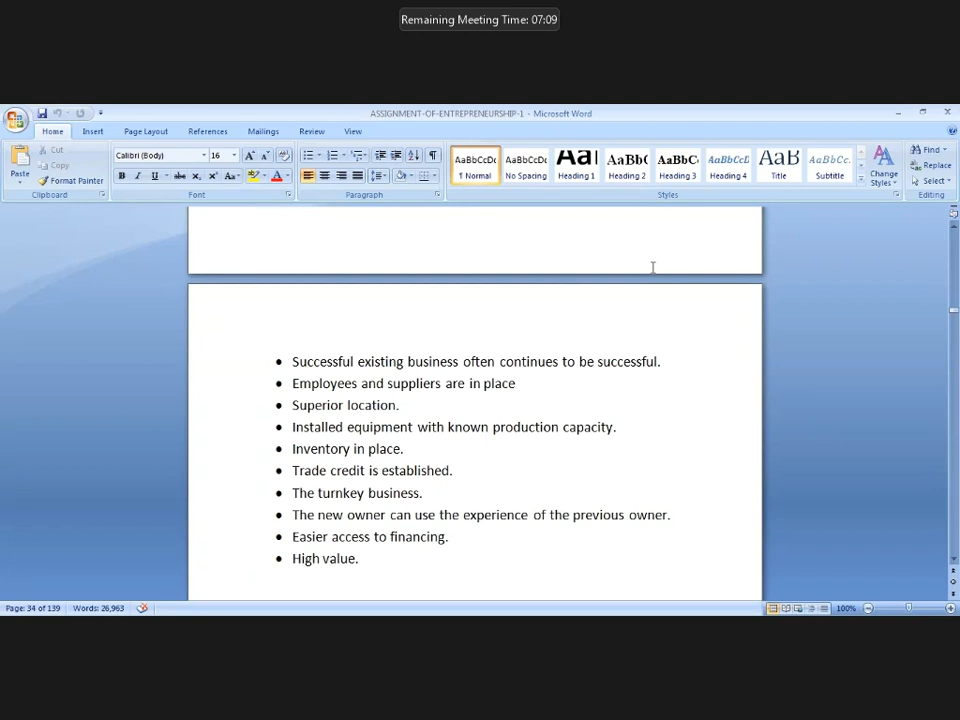 Remaining Meeting Time: 07:09
ASSIGNMENT-OF-ENTREPRENEURSHIP-1 - Microsoft Word
Home Insert Page Layout References Mailings Review View
Paste
Cut
Copy
Format Painter
Clipboard
Calibri (Body) 16
Font
Paragraph
AaBbCcDc AaBbCcDc AaBbC AaBbC AaBbCc AaBbCcD AaB AaBbCc.
¶ Normal No Spacing Heading 1 Heading 2 Heading 3 Heading 4 Title Subtitle
Change
Styles
Styles
Find
Replace
Select
Editing
• Successful existing business often continues to be successful.
• Employees and suppliers are in place
• Superior location.
• Installed equipment with known production capacity.
• Inventory in place.
• Trade credit is established.
• The turnkey business.
• The new owner can use the experience of the previous owner.
• Easier access to financing.
• High value.
Page: 34 of 139 Words: 26,963 100%